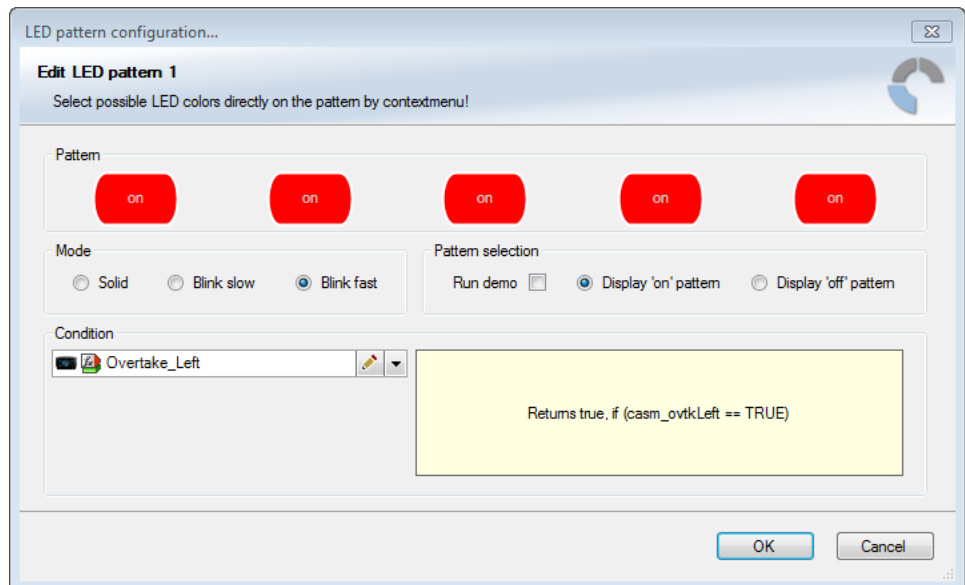 LED pattern configuration...
Edit LED pattern 1
Select possible LED colors directly on the pattern by contextmenu!
Pattern
on on on on on
Mode
Solid Blink slow Blink fast
Pattern selection
Run demo Display 'on' pattern Display 'off' pattern
Condition
fx Overtake_Left
Returns true, if (casm_ovtkLeft == TRUE)
OK Cancel